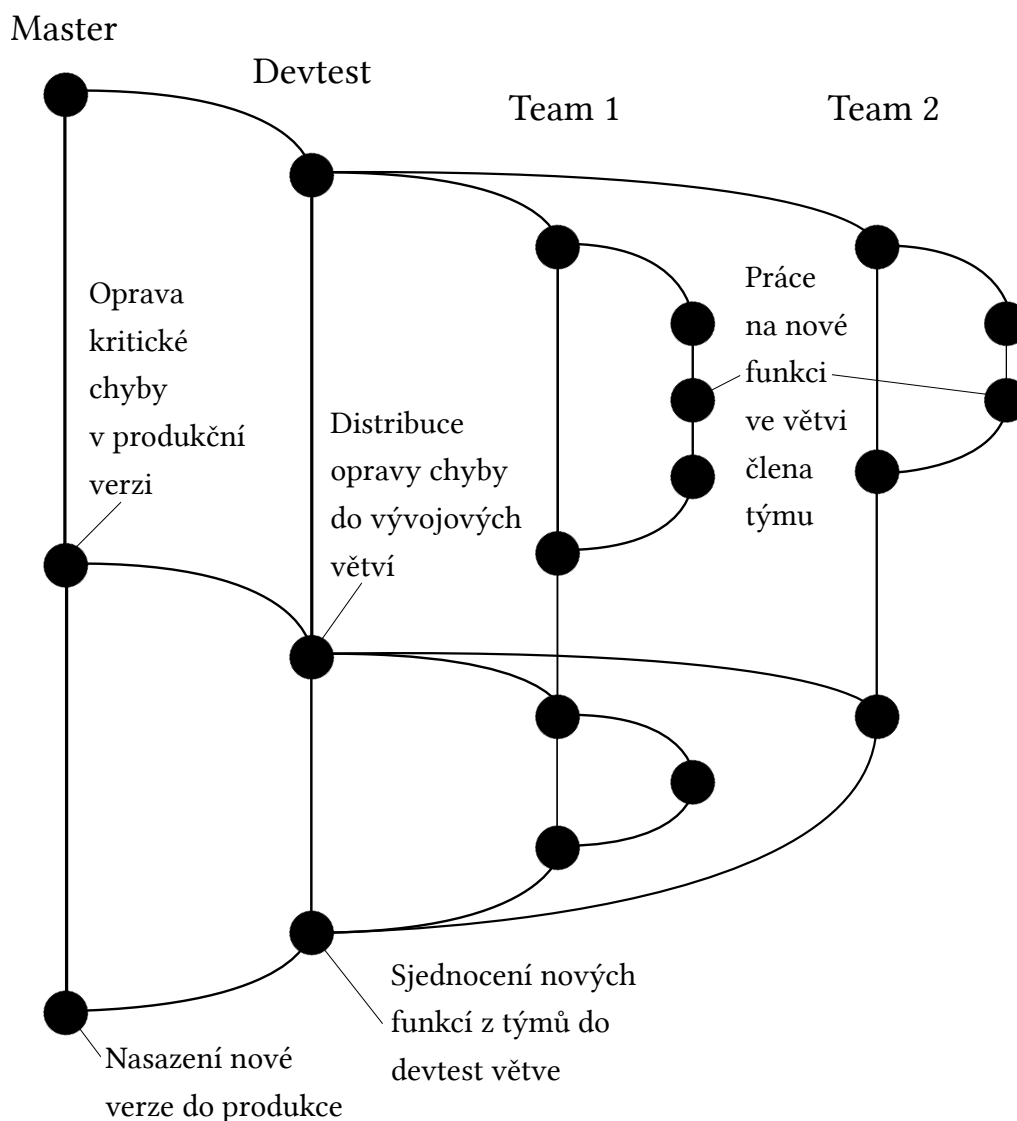 Master
Devtest
Team 1
Team 2
Oprava
kritické
chyby
v produkční
verzi
Distribuce
opravy chyby
do vývojových
větví
Práce
na nové
funkci
ve větvi
člena
týmu
Sjednocení nových
funkcí z týmů do
devtest větve
Nasazení nové
verze do produkce